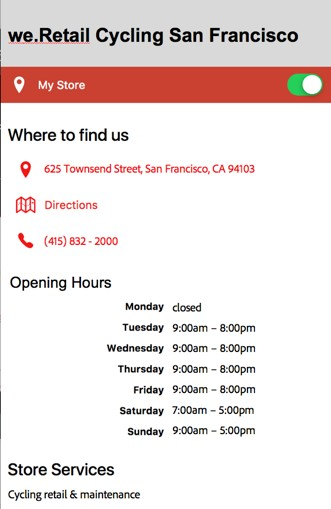 we.Retail Cycling San Francisco
My Store
Where to find us
625 Townsend Street, San Francisco, CA 94103
Directions
(415) 832 - 2000
Opening Hours
Monday closed
Tuesday 9:00am – 8:00pm
Wednesday 9:00am – 8:00pm
Thursday 9:00am – 8:00pm
Friday 9:00am – 8:00pm
Saturday 7:00am – 5:00pm
Sunday 9:00am – 5:00pm
Store Services
Cycling retail & maintenance